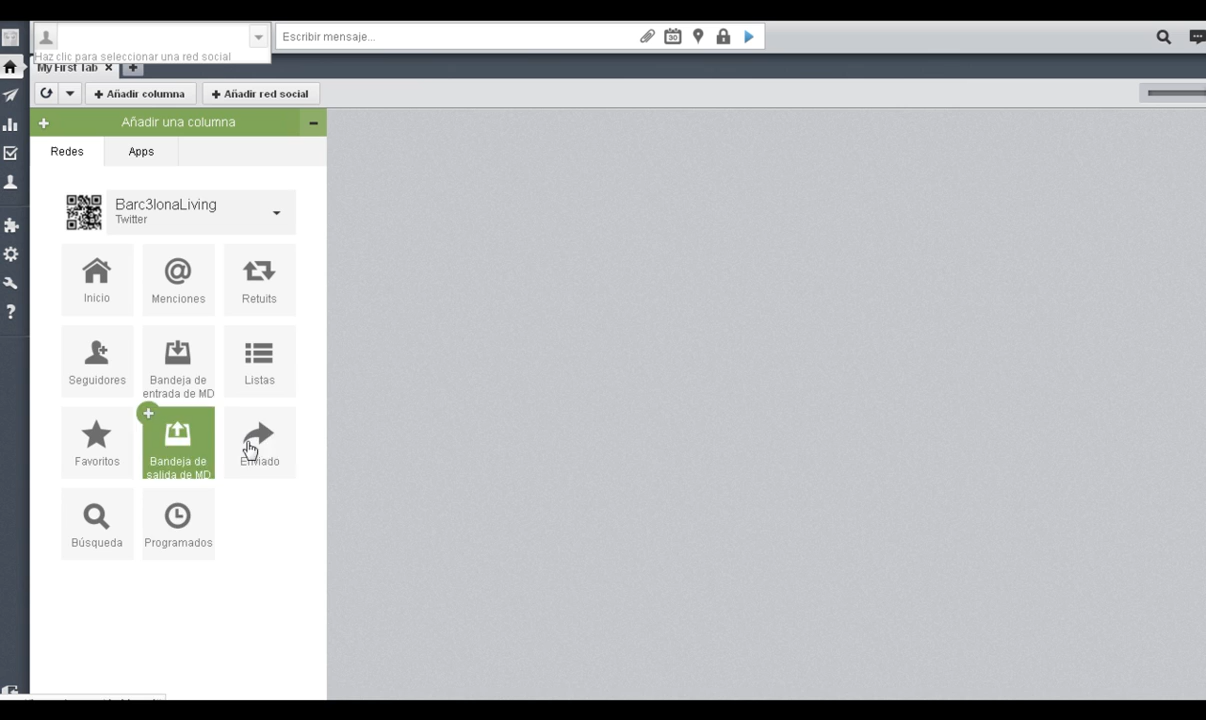 Escribir mensaje...
30
Haz clic para seleccionar una red social
My First Tab
Añadir columna
Añadir red social
Añadir una columna
Redes
Apps
Barc3lonaLiving
Twitter
Inicio
Menciones
Retuits
Seguidores
Bandeja de
entrada de MD
Listas
Favoritos
Bandeja de
salida de MD
Enviado
Búsqueda
Programados